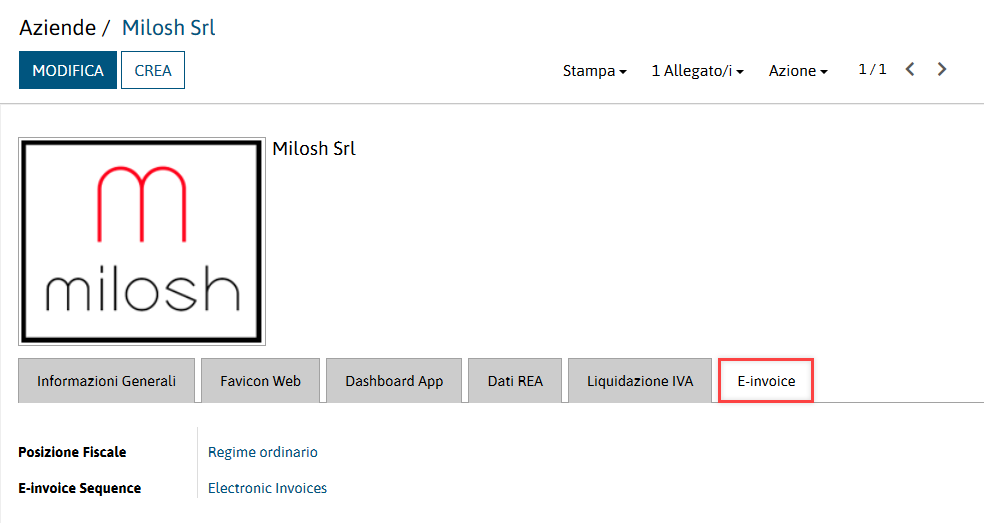 Aziende / Milosh Srl
MODIFICA CREA Stampa 1 Allegato/i Azione 1 / 1
Milosh Srl
m
milosh
Informazioni Generali Favicon Web Dashboard App Dati REA Liquidazione IVA E-invoice
Posizione Fiscale Regime ordinario
E-invoice Sequence Electronic Invoices